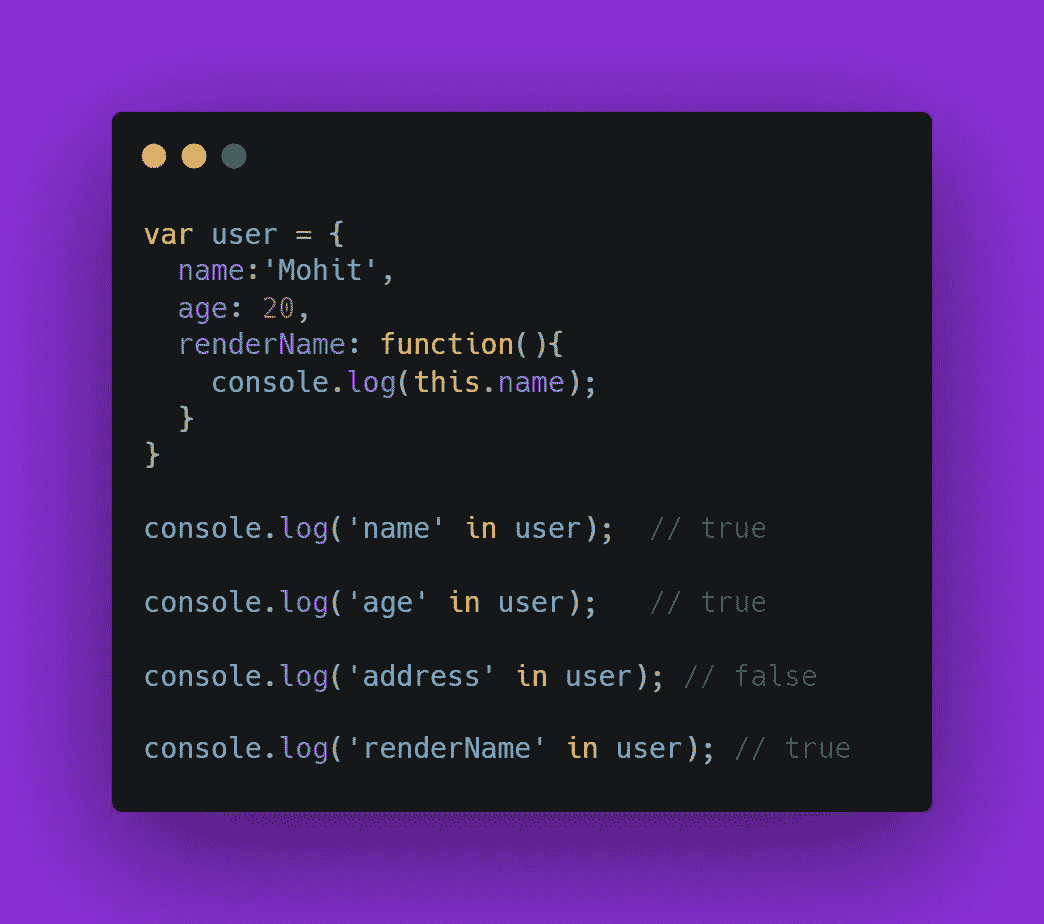 var user = {
  name:'Mohit',
  age: 20,
  renderName: function(){
    console.log(this.name);
  }
}
console.log('name' in user);  // true
console.log('age' in user);   // true
console.log('address' in user); // false
console.log('renderName' in user); // true